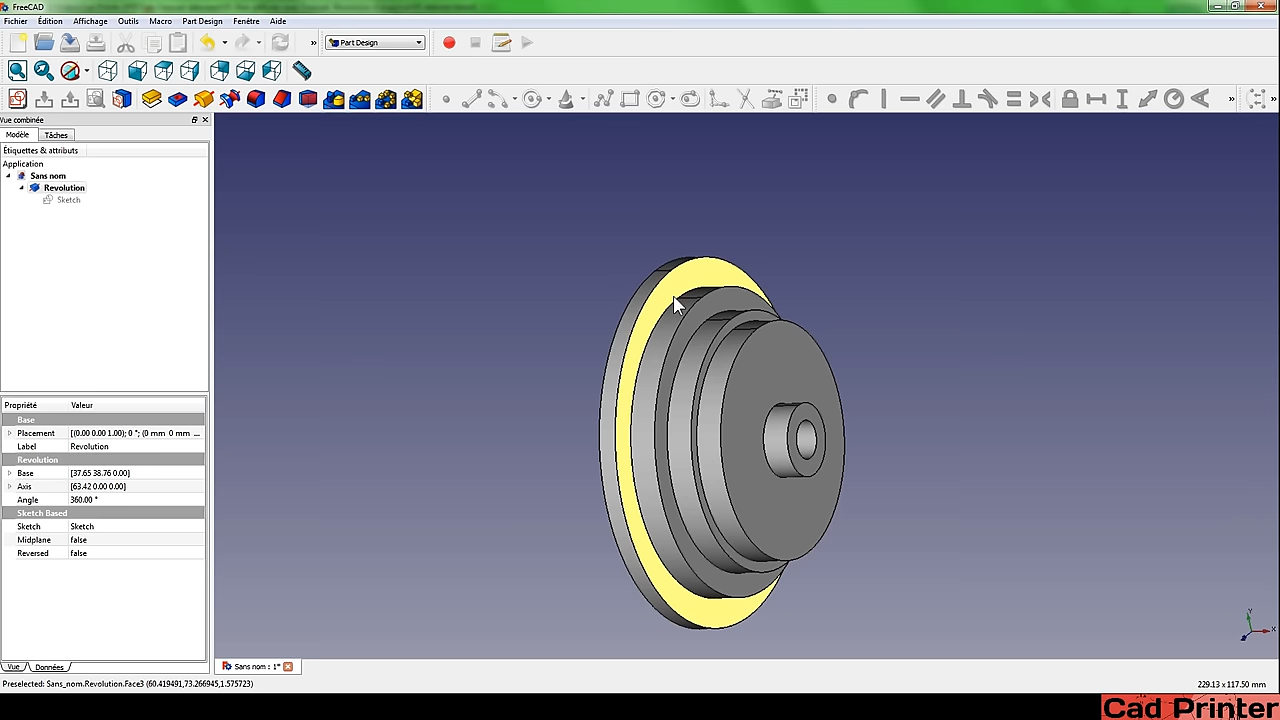 FreeCAD
Fichier Édition Affichage Outils Macro Part Design Fenêtre Aide
» Part Design
» »
Vue combinée
Modèle Tâches
Étiquettes & attributs
Application
Sans nom
Revolution
Sketch
Propriété Valeur
Base
Placement [(0.00 0.00 1.00); 0 °; (0 mm 0 mm ...
Label Revolution
Revolution
Base [37.65 38.76 0.00]
Axis [63.42 0.00 0.00]
Angle 360.00 °
Sketch Based
Sketch Sketch
Midplane false
Reversed false
Y
X
Vue Données
Sans nom : 1*
Preselected: Sans_nom.Revolution.Face3 (60.419491,73.266945,1.575723)
229.13 x 117.50 mm
Cad Printer